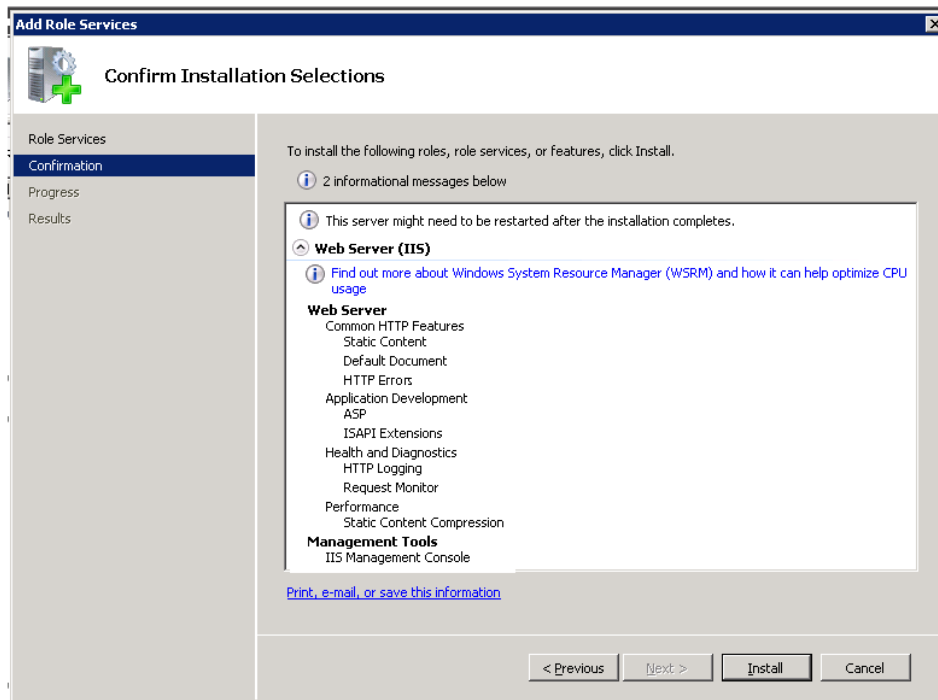 Add Role Services
Confirm Installation Selections
Role Services
Confirmation
Progress
Results
To install the following roles, role services, or features, click Install.
2 informational messages below
This server might need to be restarted after the installation completes.
Web Server (IIS)
Find out more about Windows System Resource Manager (WSRM) and how it can help optimize CPU
usage
Web Server
Common HTTP Features
Static Content
Default Document
HTTP Errors
Application Development
ASP
ISAPI Extensions
Health and Diagnostics
HTTP Logging
Request Monitor
Performance
Static Content Compression
Management Tools
IIS Management Console
Print, e-mail, or save this information
< Previous
Next >
Install
Cancel